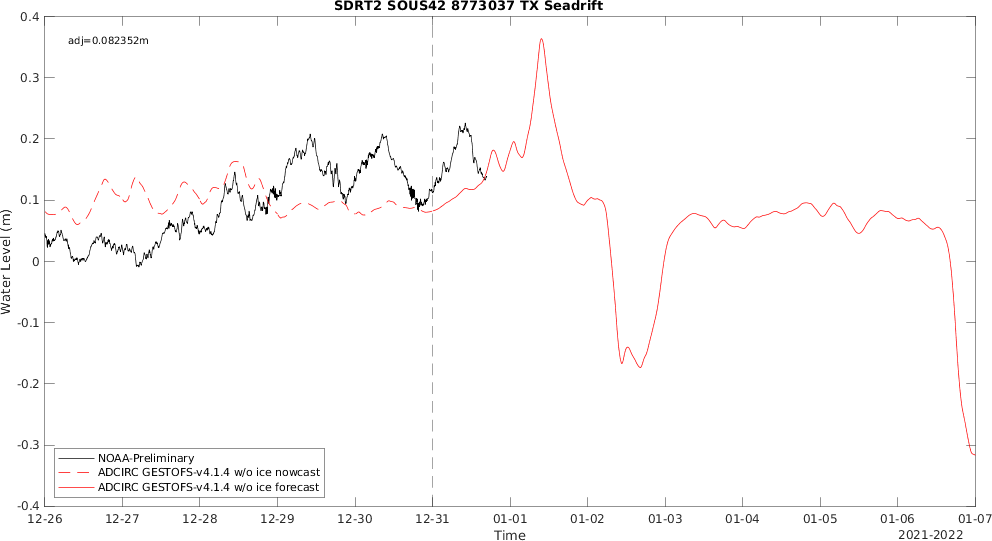 SDRT2 SOUS42 8773037 TX Seadrift
adj=0.082352m
0.4
0.3
0.2
0.1
0
-0.1
-0.2
-0.3
-0.4
Water Level (m)
NOAA-Preliminary
ADCIRC GESTOFS-v4.1.4 w/o ice nowcast
ADCIRC GESTOFS-v4.1.4 w/o ice forecast
12-26 12-27 12-28 12-29 12-30 12-31 01-01 01-02 01-03 01-04 01-05 01-06 01-07
Time
2021-2022